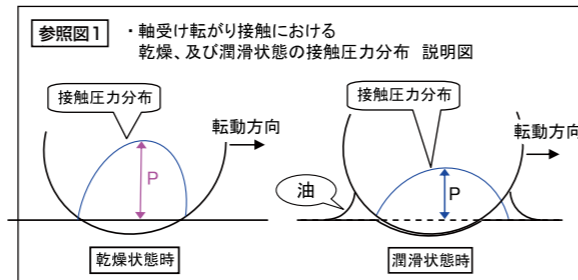 参照図1
・軸受け転がり接触における
乾燥、及び潤滑状態の接触圧力分布 説明図
接触圧力分布
転動方向
P
乾燥状態時
接触圧力分布
転動方向
油
P
潤滑状態時